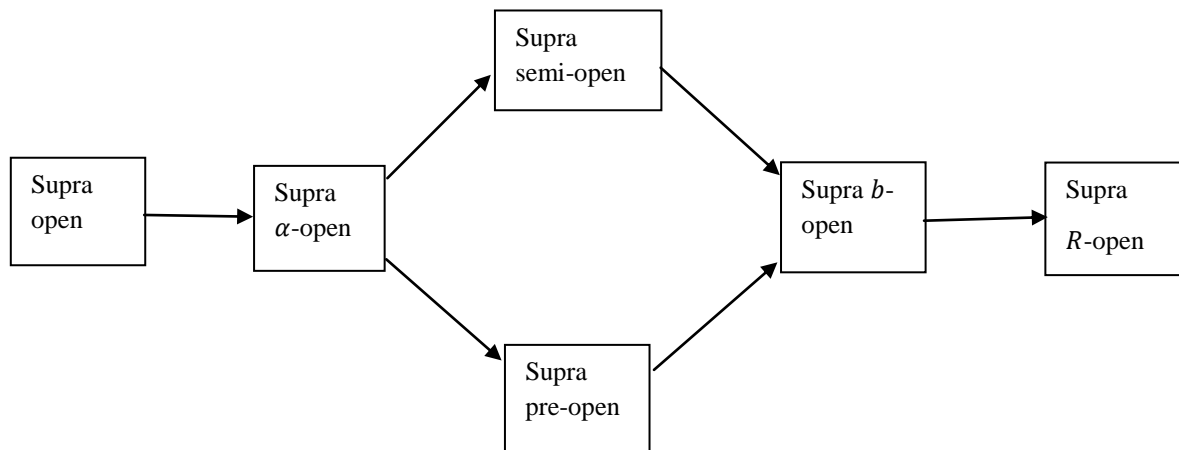 Supra
semi-open
Supra
open
Supra
𝛼-open
Supra 𝑏-
open
Supra
𝑅-open
Supra
pre-open